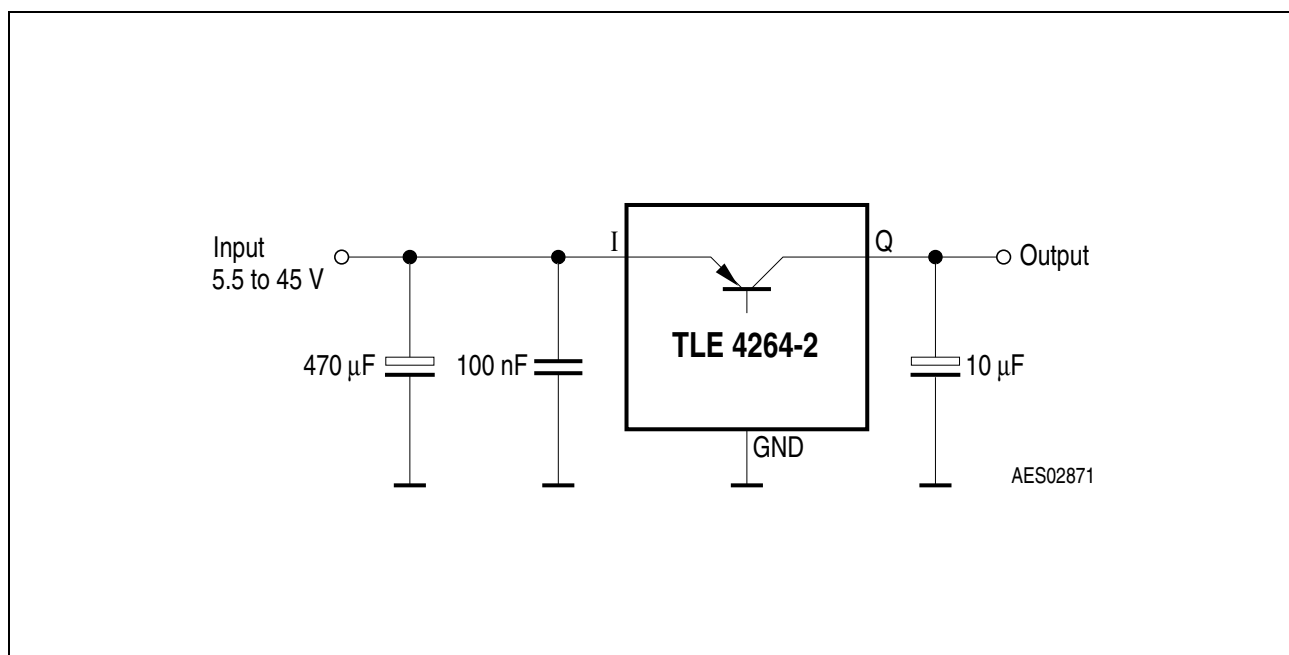 Input
5.5 to 45 V
I
Q
Output
470 μF
100 nF
TLE 4264-2
10 μF
GND
AES02871